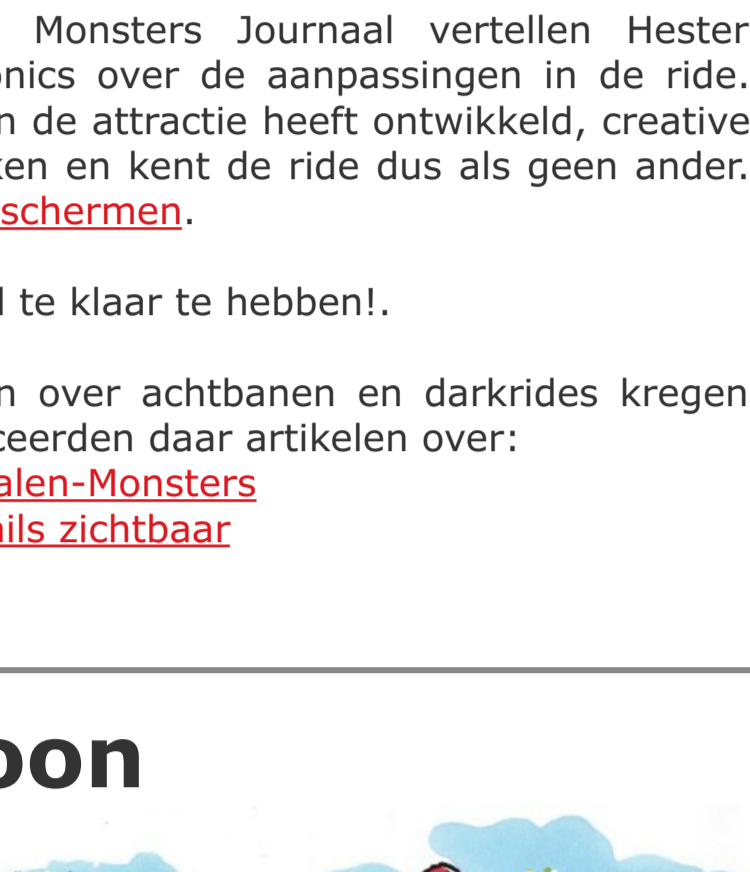 Monsters Journaal vertellen Hester
onics over de aanpassingen in de ride.
n de attractie heeft ontwikkeld, creative
ken en kent de ride dus als geen ander.
schermen.
l te klaar te hebben!.
n over achtbanen en darkrides kregen
ceerden daar artikelen over:
alen-Monsters
ails zichtbaar
oon